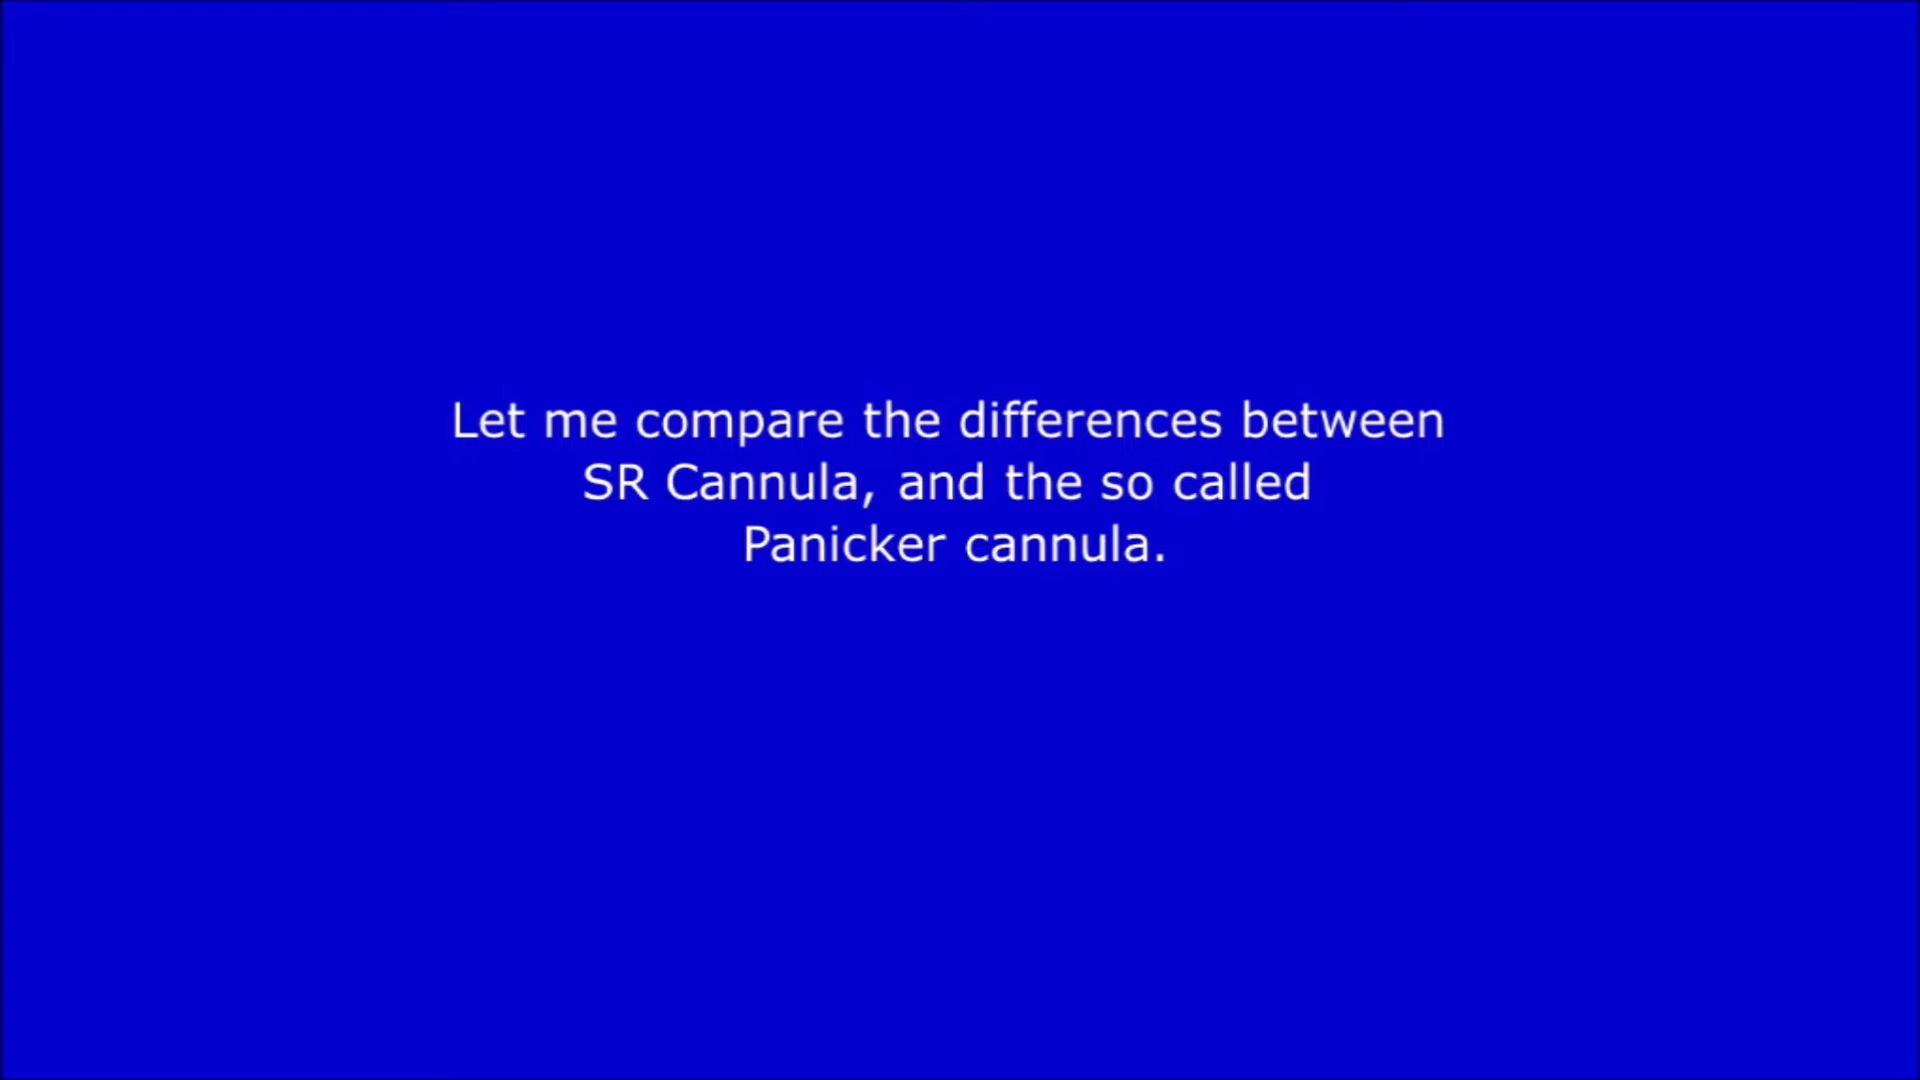 Let me compare the differences between
SR Cannula, and the so called
Panicker cannula.